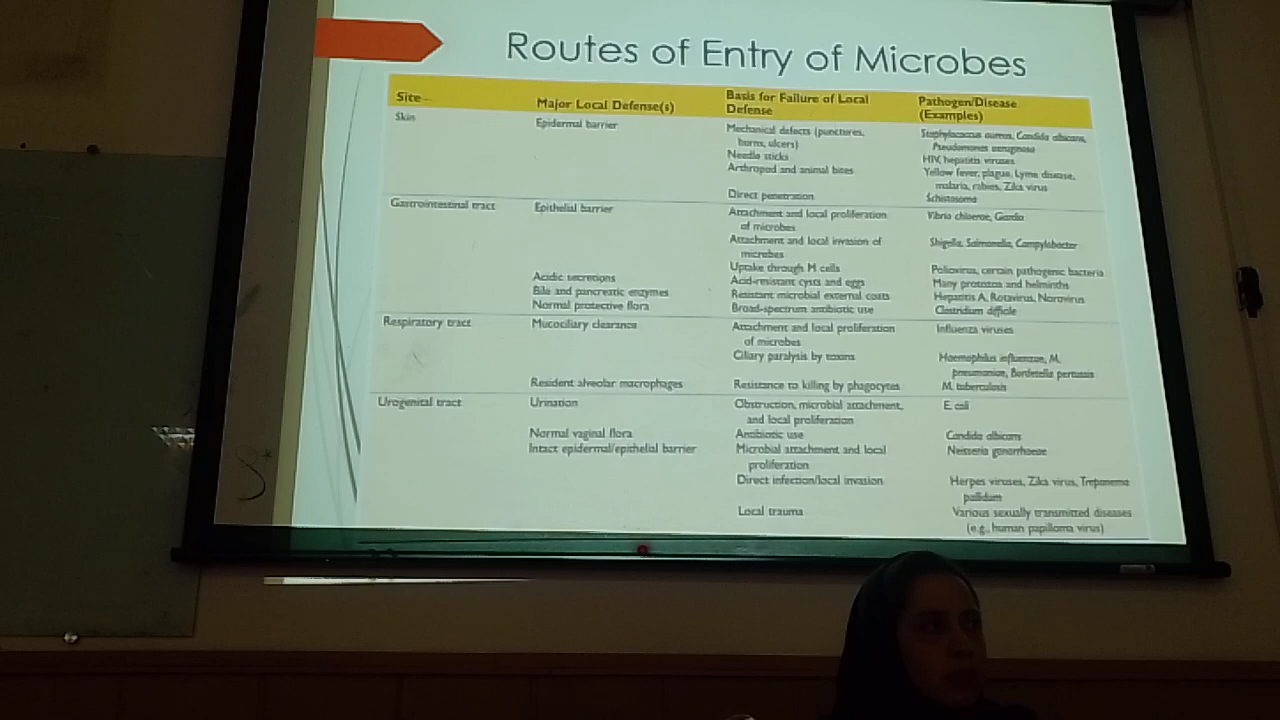 Routes of Entry of Microbes
Site Major Local Defense(s) Basis for Failure of Local Defense Pathogen/Disease (Examples)
Skin Epidermal barrier Mechanical defects (punctures, Staphylococcus aureus, Candida albicans,
burns, ulcers) Pseudomonas aeruginosa
Needle sticks HIV, hepatitis viruses
Arthropod and animal bites Yellow fever, plague, Lyme disease,
malaria, rabies, Zika virus
Direct penetration Schistosoma
Gastrointestinal tract Epithelial barrier Attachment and local proliferation Vibrio cholerae, Giardia
of microbes
Attachment and local invasion of Shigella, Salmonella, Campylobacter
microbes
Uptake through M cells Poliovirus, certain pathogenic bacteria
Acidic secretions Acid-resistant cysts and eggs Many protozoa and helminths
Bile and pancreatic enzymes Resistant microbial external coats Hepatitis A, Rotavirus, Norovirus
Normal protective flora Broad-spectrum antibiotic use Clostridium difficile
Respiratory tract Mucociliary clearance Attachment and local proliferation Influenza viruses
of microbes
Ciliary paralysis by toxins Haemophilus influenzae, M.
pneumoniae, Bordetella pertussis
Resident alveolar macrophages Resistance to killing by phagocytes M. tuberculosis
Urogenital tract Urination Obstruction, microbial attachment, E. coli
and local proliferation
Normal vaginal flora Antibiotic use Candida albicans
Intact epidermal/epithelial barrier Microbial attachment and local Neisseria gonorrhoeae
proliferation
Direct infection/local invasion Herpes viruses, Zika virus, Treponema
pallidum
Local trauma Various sexually transmitted diseases
(e.g., human papilloma virus)